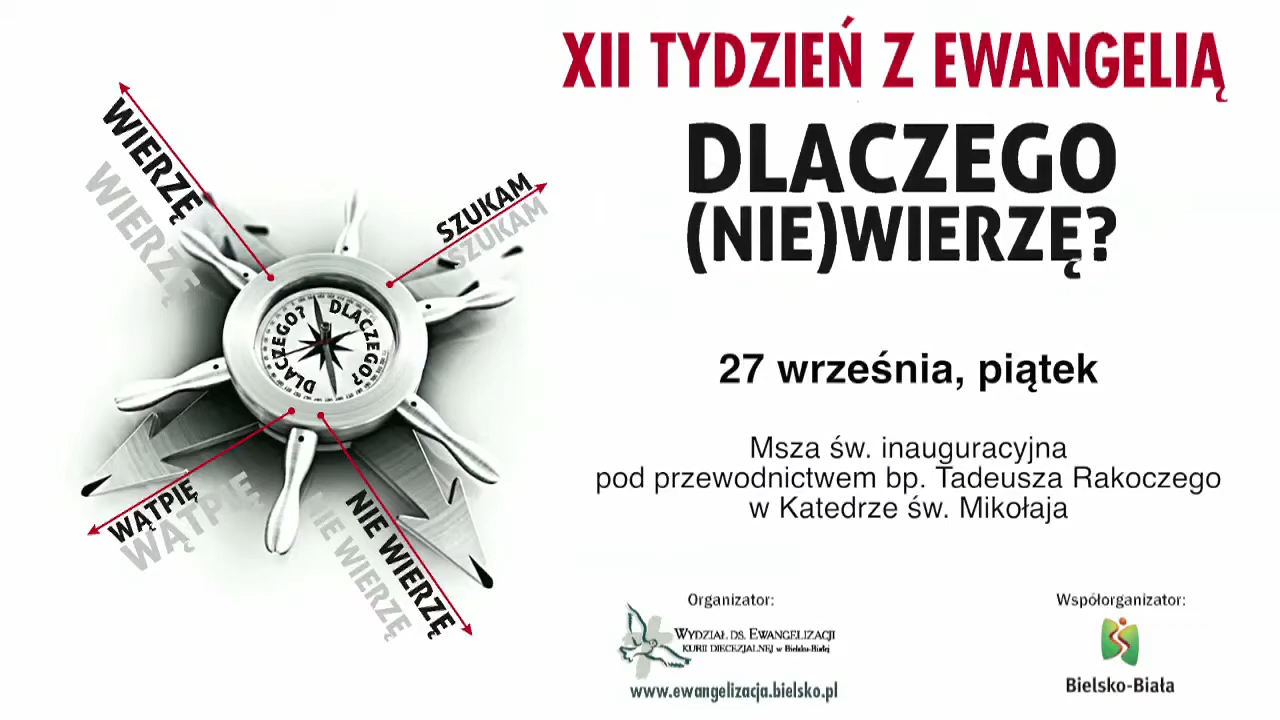 XII TYDZIEŃ Z EWANGELIĄ
DLACZEGO
(NIE)WIERZĘ?
WIERZĘ
WIERZĘ
SZUKAM
SZUKAM
DLACZEGO?
DLACZEGO?
WĄTPIĘ
WĄTPIĘ
NIE WIERZĘ
NIE WIERZĘ
27 września, piątek
Msza św. inauguracyjna
pod przewodnictwem bp. Tadeusza Rakoczego
w Katedrze św. Mikołaja
Organizator:
WYDZIAŁ DS. EWANGELIZACJI
KURII DIECEZJALNEJ w Bielsku-Białej
www.ewangelizacja.bielsko.pl
Współorganizator:
Bielsko-Biała